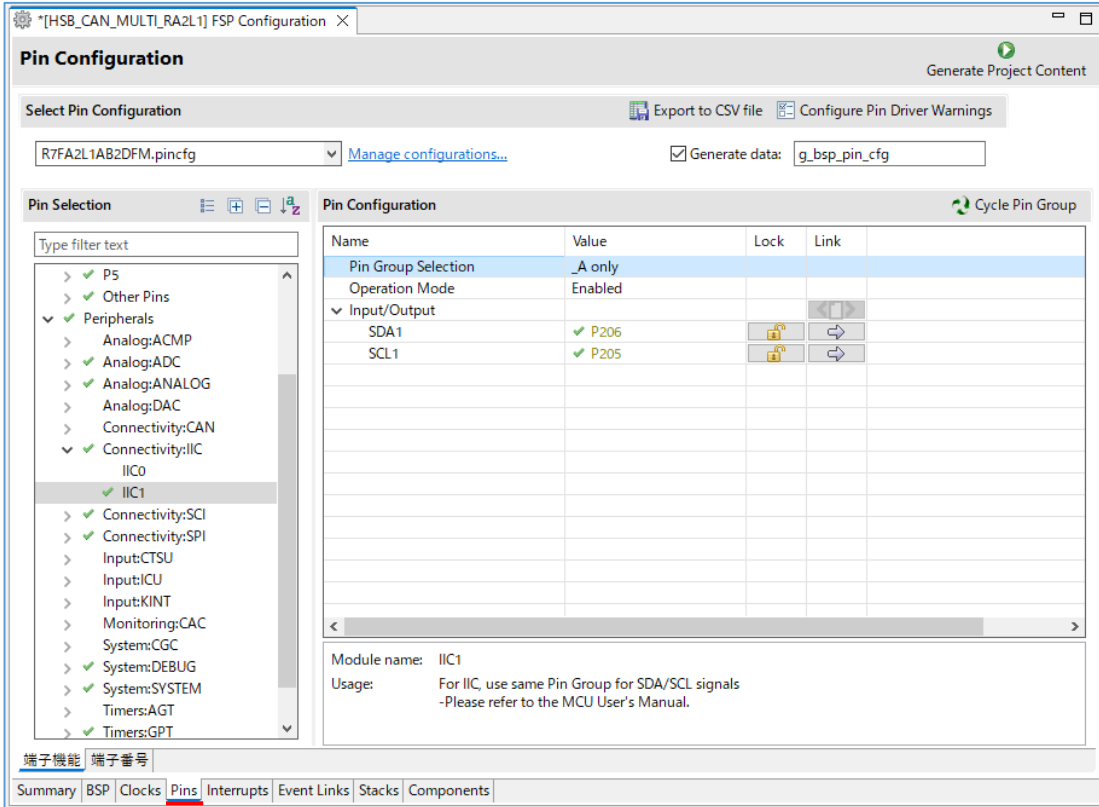 *[HSB_CAN_MULTI_RA2L1] FSP Configuration
Pin Configuration
Generate Project Content
Select Pin Configuration
Export to CSV file
Configure Pin Driver Warnings
R7FA2L1AB2DFM.pincfg
Manage configurations...
Generate data:
g_bsp_pin_cfg
Pin Selection
Type filter text
P5
Other Pins
Peripherals
Analog:ACMP
Analog:ADC
Analog:ANALOG
Analog:DAC
Connectivity:CAN
Connectivity:IIC
IIC0
IIC1
Connectivity:SCI
Connectivity:SPI
Input:CTSU
Input:ICU
Input:KINT
Monitoring:CAC
System:CGC
System:DEBUG
System:SYSTEM
Timers:AGT
Timers:GPT
Pin Configuration
Cycle Pin Group
Name Value Lock Link
Pin Group Selection _A only
Operation Mode Enabled
Input/Output
SDA1 P206
SCL1 P205
Module name: IIC1
Usage: For IIC, use same Pin Group for SDA/SCL signals
-Please refer to the MCU User's Manual.
端子機能 端子番号
Summary BSP Clocks Pins Interrupts Event Links Stacks Components